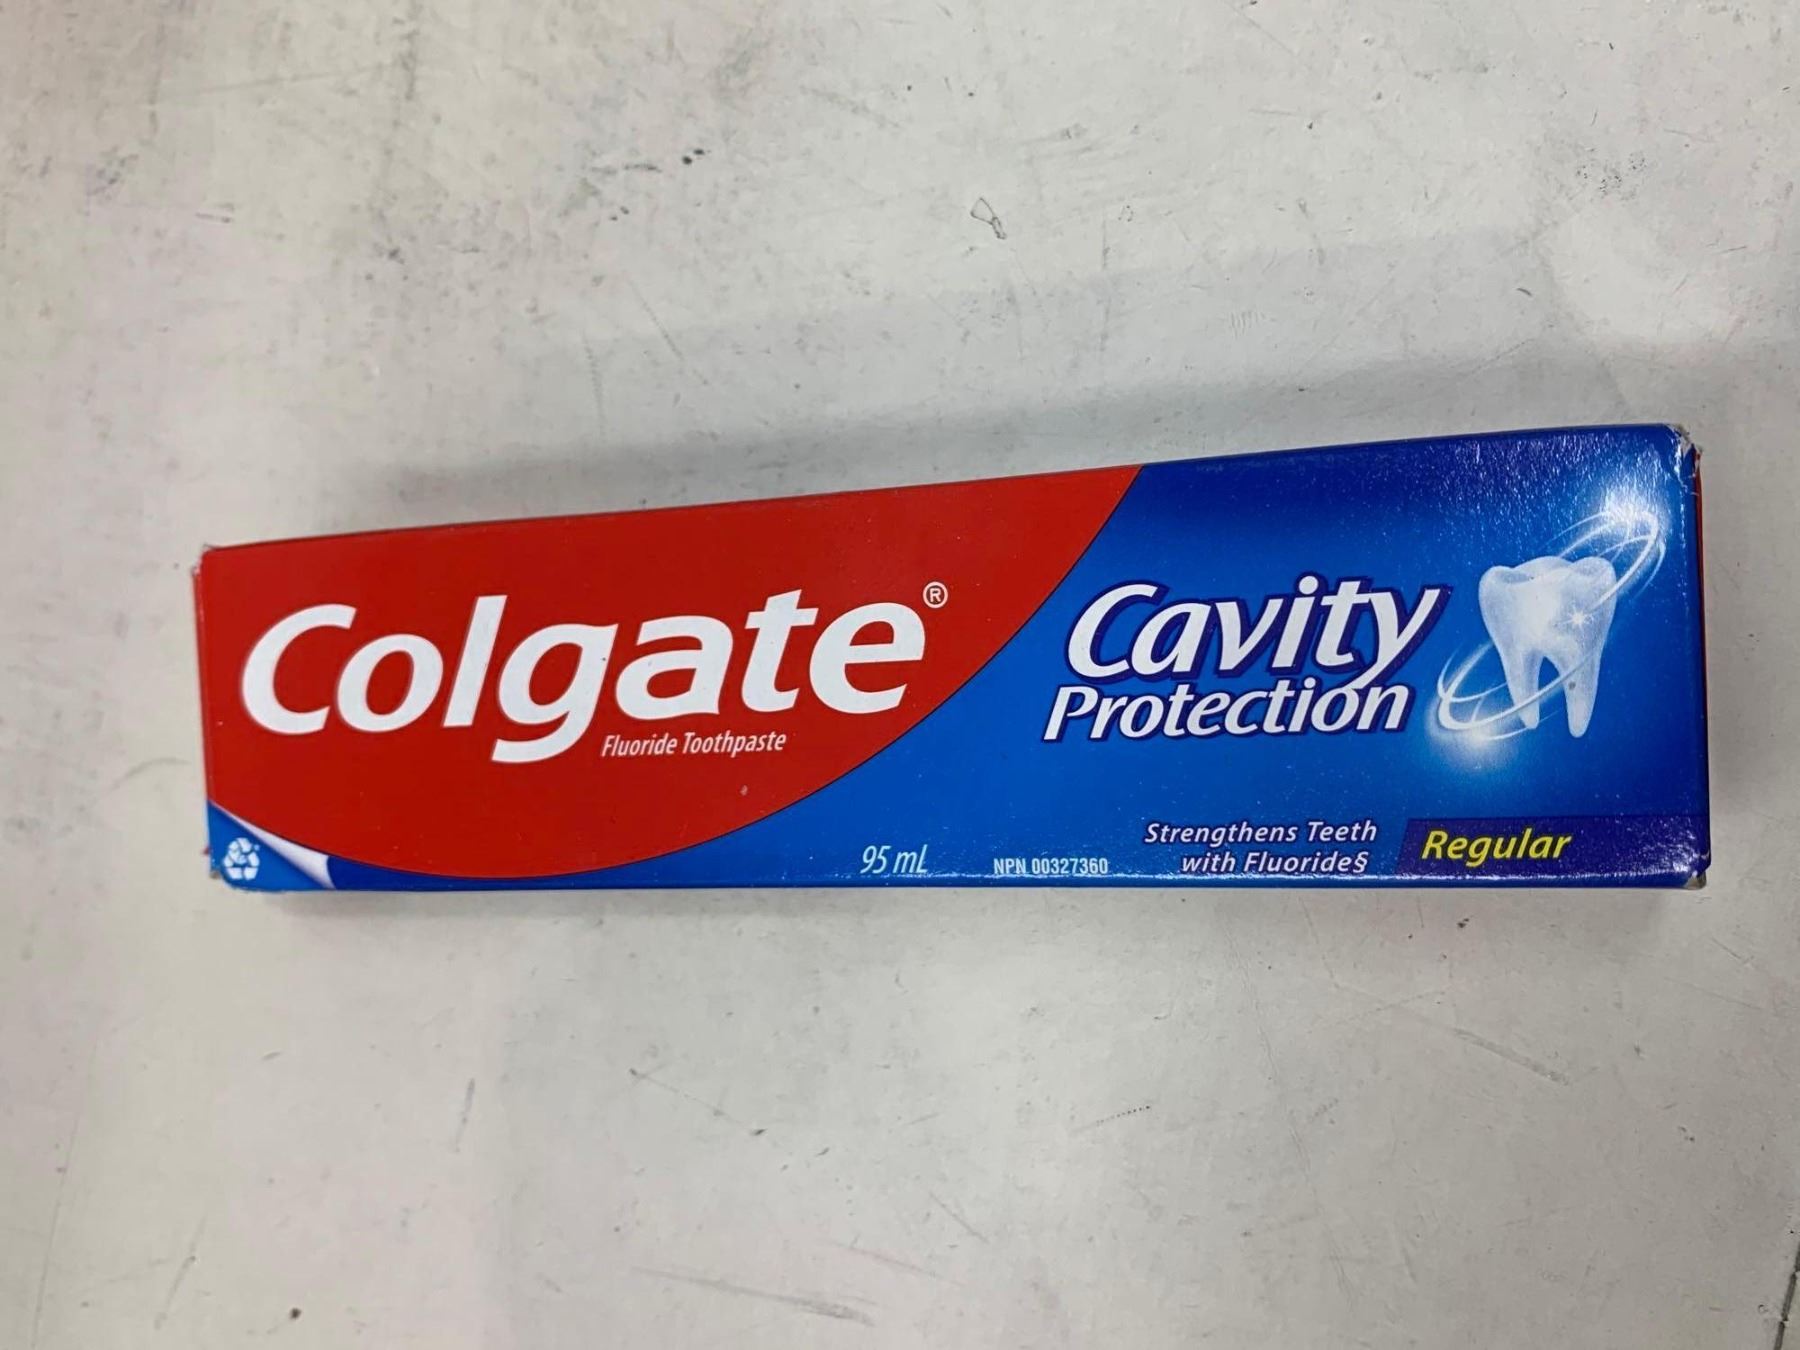 Colgate®
Fluoride Toothpaste
Cavity
Protection
95 mL
NPN 00327360
Strengthens Teeth
with Fluoride§
Regular